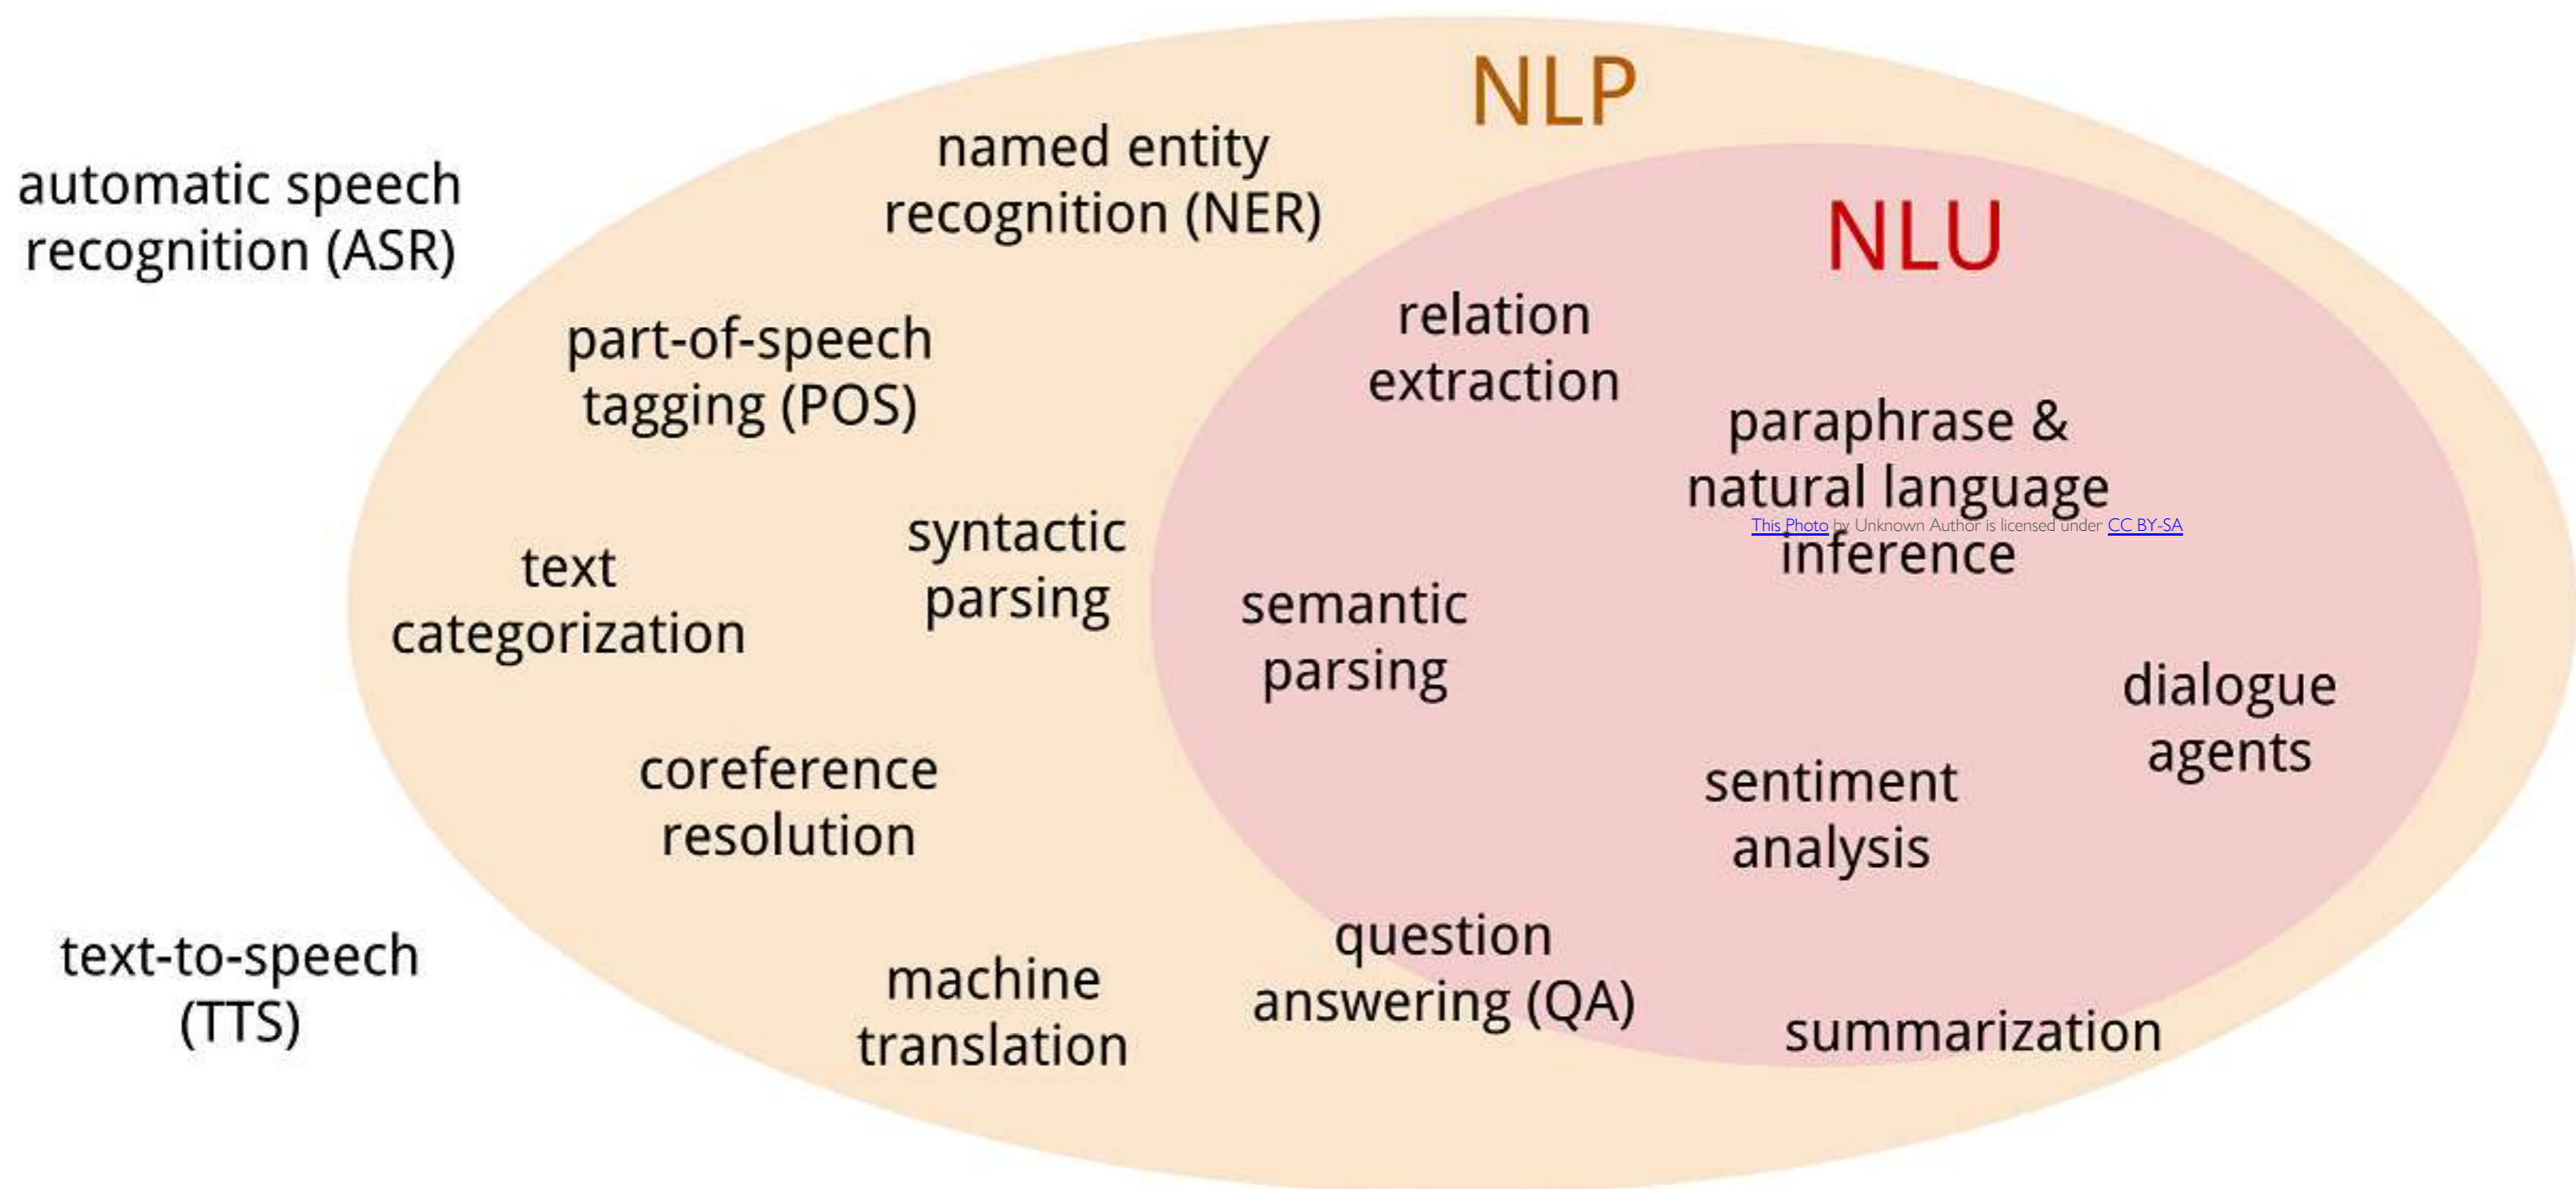 NLP
named entity
recognition (NER)
automatic speech
recognition (ASR)
NLU
relation
extraction
part-of-speech
tagging (POS)
paraphrase &
natural language
This Photo by Unknown Author is licensed under CC BY-SA
inference
syntactic
parsing
text
categorization
semantic
parsing
dialogue
agents
coreference
resolution
sentiment
analysis
question
answering (QA)
text-to-speech
(TTS)
machine
translation
summarization